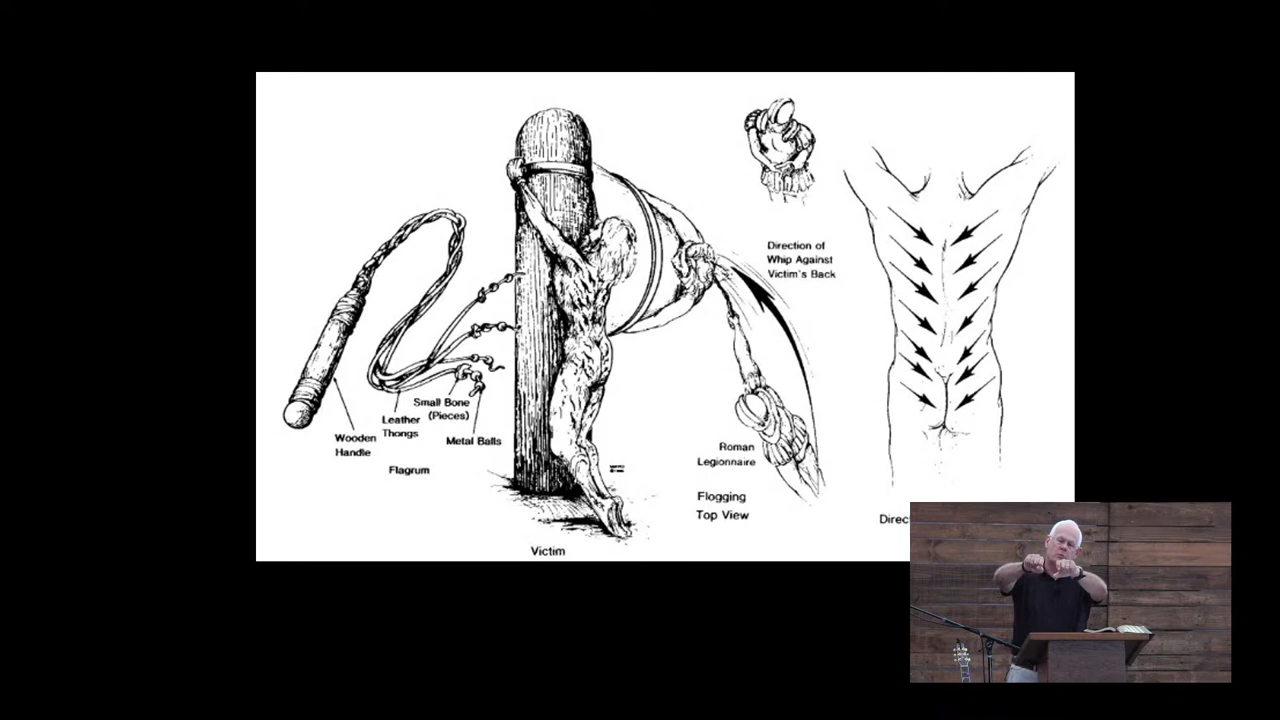 Direction of
Whip Against
Victim's Back
Small Bone
(Pieces)
Leather
Thongs
Metal Balls
Wooden
Handle
Flagrum
Roman
Legionnaire
Flogging
Top View
Victim
Direc